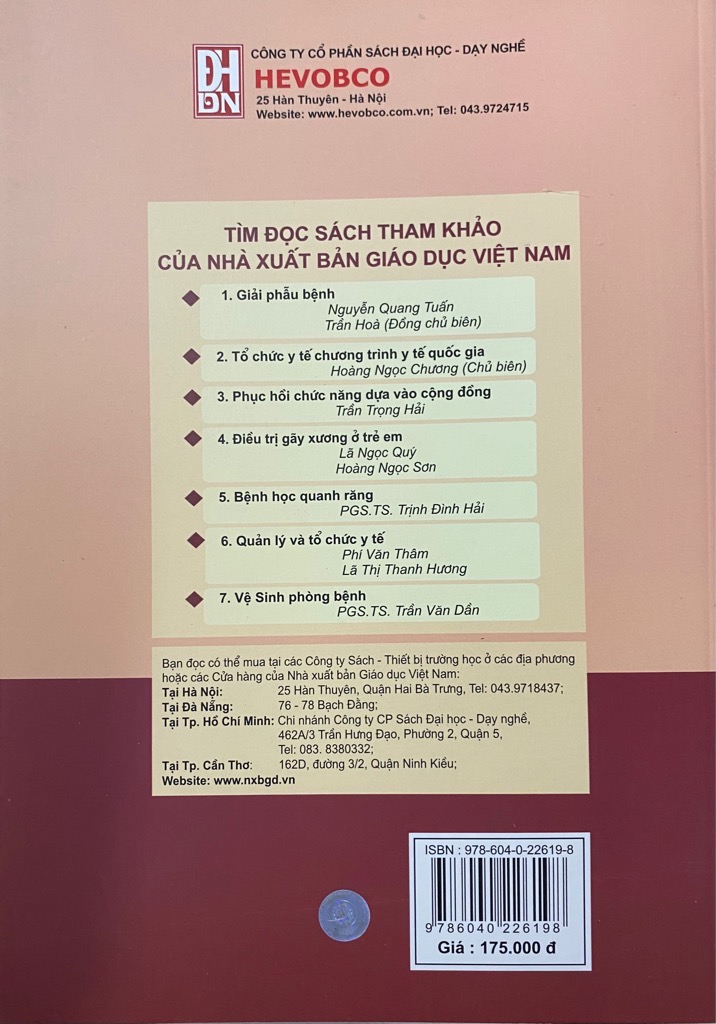 ĐH
DN
CÔNG TY CỔ PHẦN SÁCH ĐẠI HỌC - DẠY NGHỀ
HEVOBCO
25 Hàn Thuyên - Hà Nội
Website: www.hevobco.com.vn; Tel: 043.9724715
TÌM ĐỌC SÁCH THAM KHẢO
CỦA NHÀ XUẤT BẢN GIÁO DỤC VIỆT NAM
1. Giải phẫu bệnh
Nguyễn Quang Tuấn
Trần Hoà (Đồng chủ biên)
2. Tổ chức y tế chương trình y tế quốc gia
Hoàng Ngọc Chương (Chủ biên)
3. Phục hồi chức năng dựa vào cộng đồng
Trần Trọng Hải
4. Điều trị gãy xương ở trẻ em
Lã Ngọc Quý
Hoàng Ngọc Sơn
5. Bệnh học quanh răng
PGS.TS. Trịnh Đình Hải
6. Quản lý và tổ chức y tế
Phí Văn Thâm
Lã Thị Thanh Hương
7. Vệ Sinh phòng bệnh
PGS.TS. Trần Văn Dần
Bạn đọc có thể mua tại các Công ty Sách - Thiết bị trường học ở các địa phương
hoặc các Cửa hàng của Nhà xuất bản Giáo dục Việt Nam:
Tại Hà Nội: 25 Hàn Thuyên, Quận Hai Bà Trưng, Tel: 043.9718437;
Tại Đà Nẵng: 76 - 78 Bạch Đằng;
Tại Tp. Hồ Chí Minh: Chi nhánh Công ty CP Sách Đại học - Dạy nghề,
462A/3 Trần Hưng Đạo, Phường 2, Quận 5,
Tel: 083. 8380332;
Tại Tp. Cần Thơ: 162D, đường 3/2, Quận Ninh Kiều;
Website: www.nxbgd.vn
ISBN : 978-604-0-22619-8
9 786040 226198
Giá : 175.000 đ